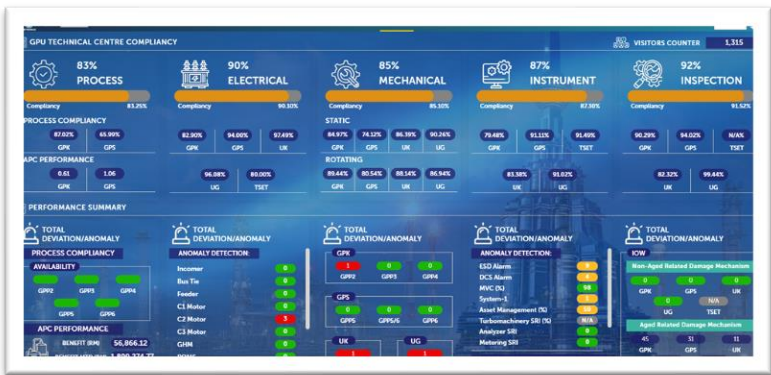 GPU TECHNICAL CENTRE COMPLIANCY
VISITORS COUNTER 1,315
83% PROCESS
Compliancy 83.25%
PROCESS COMPLIANCY
87.02% 65.99%
GPK GPS
APC PERFORMANCE
0.61 1.06
GPK GPS
90% ELECTRICAL
Compliancy 90.10%
82.90% 94.00% 97.49%
GPK GPS UK
96.08% 80.00%
UG TSET
85% MECHANICAL
Compliancy 85.10%
STATIC
84.97% 74.12% 86.39% 90.26%
GPK GPS UK UG
ROTATING
89.44% 80.54% 88.14% 86.94%
GPK GPS UK UG
87% INSTRUMENT
Compliancy 87.30%
79.48% 91.11% 91.49%
GPK GPS TSET
83.38% 91.02%
UK UG
92% INSPECTION
Compliancy 91.52%
90.29% 94.02% N/A%
GPK GPS TSET
82.32% 99.44%
UK UG
PERFORMANCE SUMMARY
TOTAL
DEVIATION/ANOMALY
PROCESS COMPLIANCY
AVAILABILITY
GPP2 GPP3 GPP4
GPP5 GPP6
APC PERFORMANCE
BENEFIT (RM) 56,866.12
TOTAL
DEVIATION/ANOMALY
ANOMALY DETECTION:
Incomer 0
Bus Tie 0
Feeder 0
C1 Motor 0
C2 Motor 3
C3 Motor 0
GHM 0
TOTAL
DEVIATION/ANOMALY
GPK
1 0 0
GPP2 GPP3 GPP4
GPS
0 0 0
GPP5 GPP5/6 GPP6
UK UG
1 1
TOTAL
DEVIATION/ANOMALY
ANOMALY DETECTION:
ESD Alarm
DCS Alarm
MVC (%) 98
System-1
Asset Management (%)
Turbomachinery SRI (%) N/A
Analyzer SRI 0
Metering SRI 0
TOTAL
DEVIATION/ANOMALY
IOW
Non-Aged Related Damage Mechanism
0 0 0
GPK GPS UK
0 N/A
UG TSET
Aged Related Damage Mechanism
45 31 11
GPK GPS UK